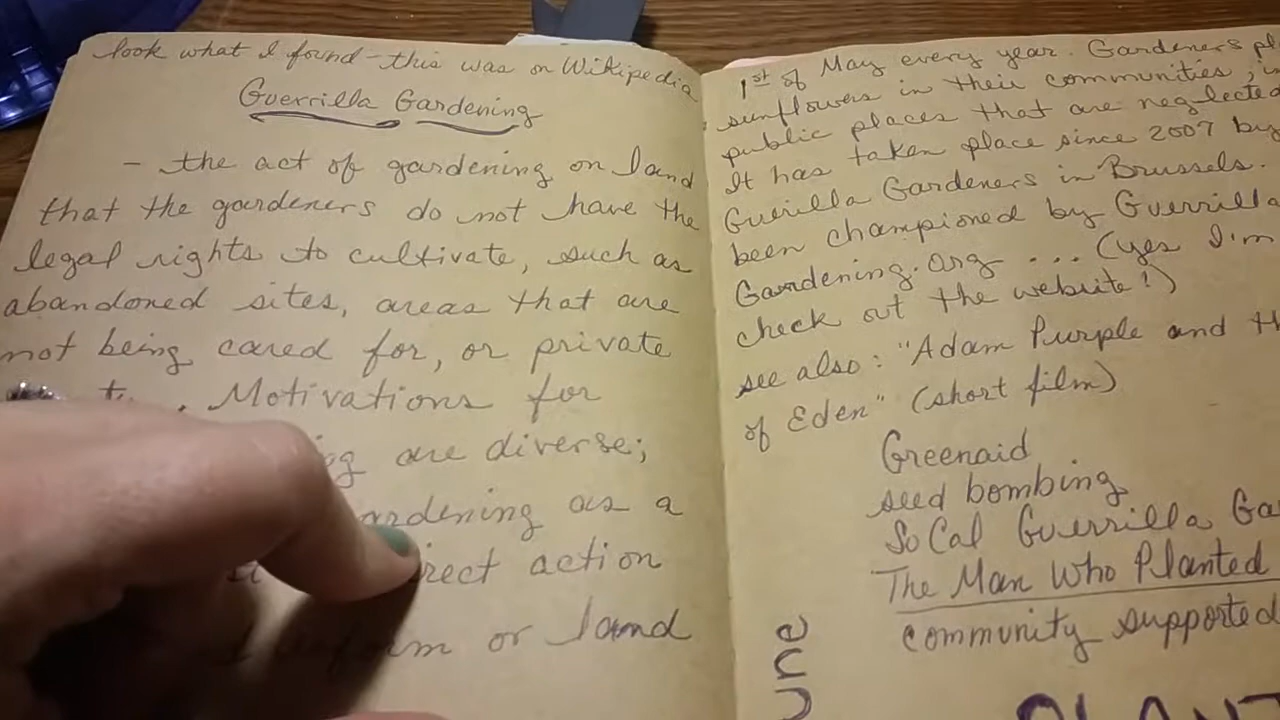 look what I found - this was on Wikipedia
Guerrilla Gardening
- the act of gardening on land
that the gardeners do not have the
legal rights to cultivate, such as
abandoned sites, areas that are
not being cared for, or private
Motivations for
are diverse;
gardening as a
direct action
or land
1st of May every year. Gardeners
sunflowers in their communities,
public places that are neglected
It has taken place since 2007 by
Guerilla Gardeners in Brussels.
been championed by Guerrilla
Gardening.org ... (yes I'm
check out the website!)
see also: "Adam Purple and
of Eden" (short film)
Greenaid
seed bombing
SoCal Guerrilla
The Man Who Planted
community supported
une